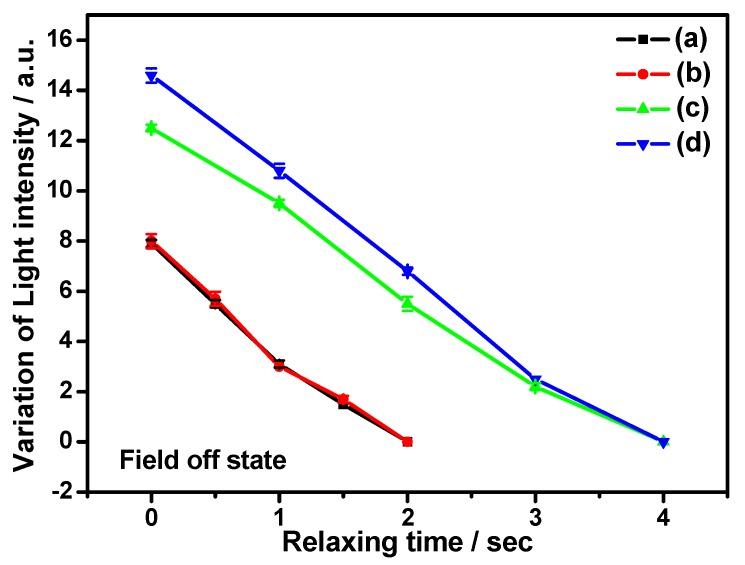 16
14
12
10
8
6
4
2
0
-2
Variation of Light intensity / a.u.
(a)
(b)
(c)
(d)
Field off state
0 1 2 3 4
Relaxing time / sec